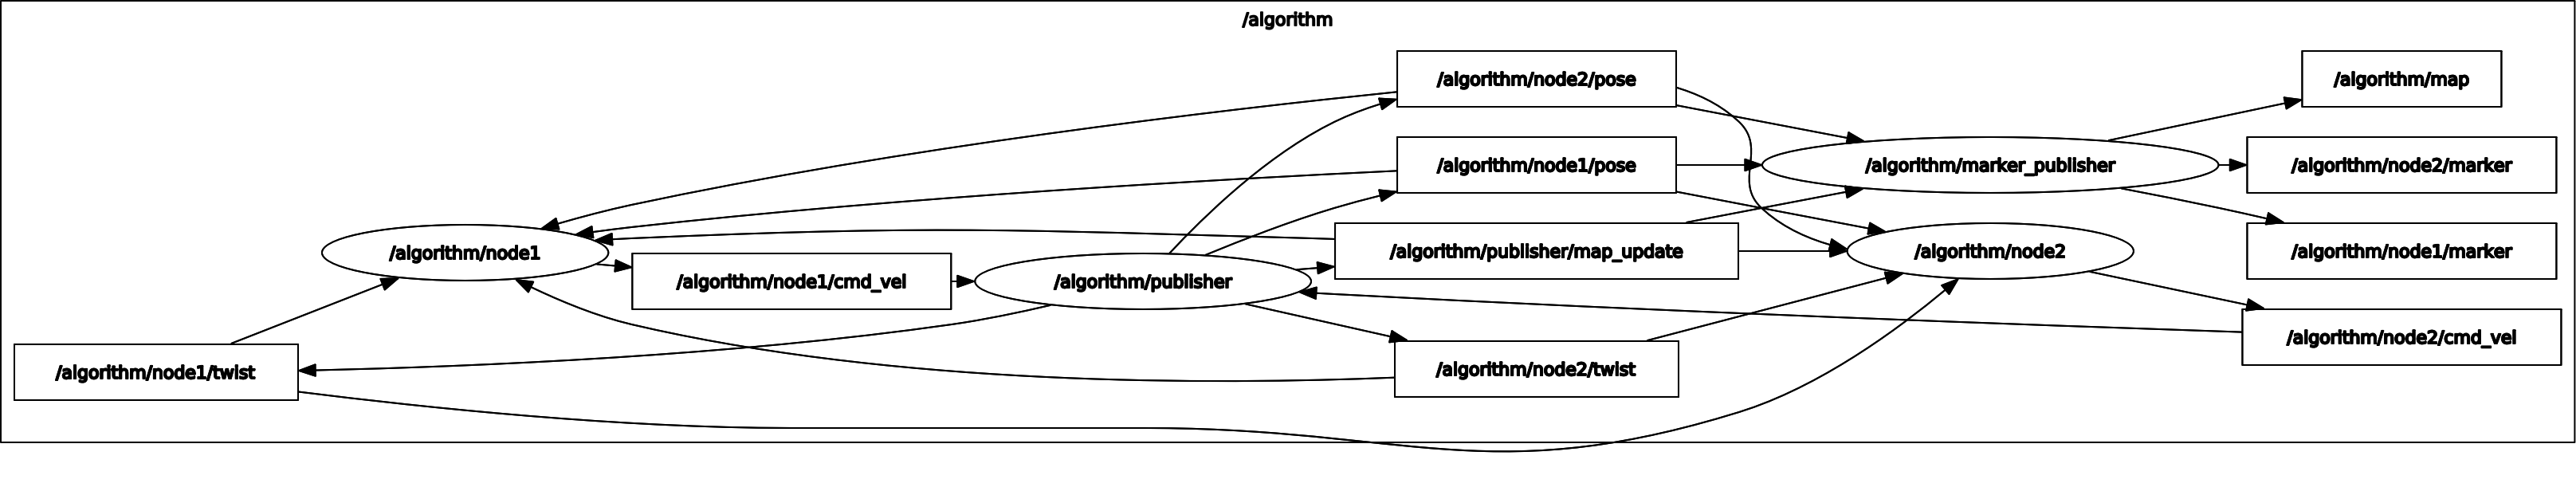 /algorithm
/algorithm/node2/pose
/algorithm/map
/algorithm/node1/pose
/algorithm/marker_publisher
/algorithm/node2/marker
/algorithm/node1
/algorithm/publisher/map_update
/algorithm/node2
/algorithm/node1/marker
/algorithm/node1/cmd_vel
/algorithm/publisher
/algorithm/node2/cmd_vel
/algorithm/node1/twist
/algorithm/node2/twist